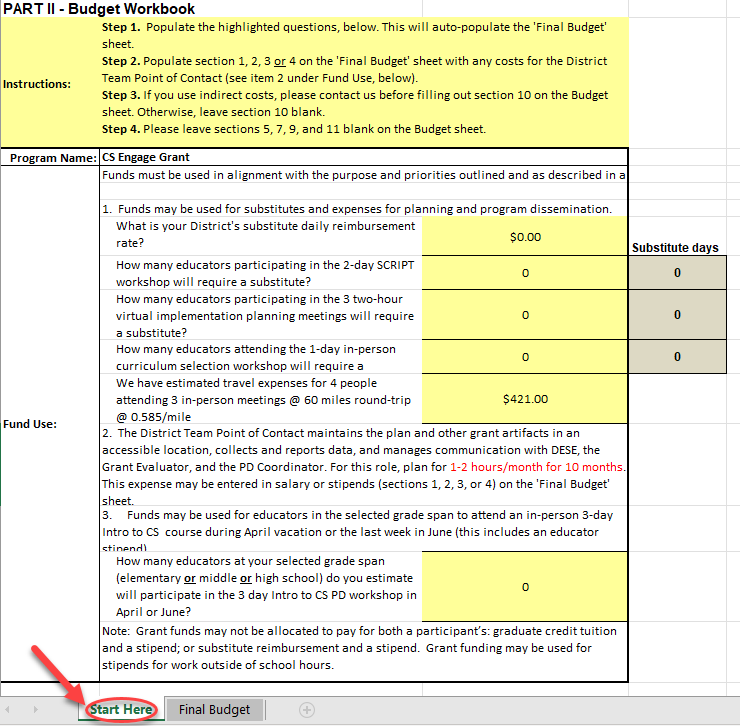 PART II - Budget Workbook
Step 1.  Populate the highlighted questions, below. This will auto-populate the 'Final Budget'
sheet.
Step 2. Populate section 1, 2, 3 or 4 on the 'Final Budget' sheet with any costs for the District
Instructions:
Team Point of Contact (see item 2 under Fund Use, below).
Step 3. If you use indirect costs, please contact us before filling out section 10 on the Budget
sheet. Otherwise, leave section 10 blank.
Step 4. Please leave sections 5, 7, 9, and 11 blank on the Budget sheet.
Program Name: CS Engage Grant
Funds must be used in alignment with the purpose and priorities outlined and as described in a
1.  Funds may be used for substitutes and expenses for planning and program dissemination.
What is your District's substitute daily reimbursement
rate?
$0.00
Substitute days
How many educators participating in the 2-day SCRIPT
workshop will require a substitute?
0
0
How many educators participating in the 3 two-hour
virtual implementation planning meetings will require
a substitute?
0
0
How many educators attending the 1-day in-person
curriculum selection workshop will require a
0
0
We have estimated travel expenses for 4 people
attending 3 in-person meetings @ 60 miles round-trip
@ 0.585/mile
$421.00
Fund Use:
2.  The District Team Point of Contact maintains the plan and other grant artifacts in an
accessible location, collects and reports data, and manages communication with DESE, the
Grant Evaluator, and the PD Coordinator. For this role, plan for 1-2 hours/month for 10 months.
This expense may be entered in salary or stipends (sections 1, 2, 3, or 4) on the 'Final Budget'
sheet.
3.    Funds may be used for educators in the selected grade span to attend an in-person 3-day
Intro to CS  course during April vacation or the last week in June (this includes an educator
stipend)
How many educators at your selected grade span
(elementary or middle or high school) do you estimate
will participate in the 3 day Intro to CS PD workshop in
April or June?
0
Note:  Grant funds may not be allocated to pay for both a participant's: graduate credit tuition
and a stipend; or substitute reimbursement and a stipend.  Grant funding may be used for
stipends for work outside of school hours.
Start Here
Final Budget